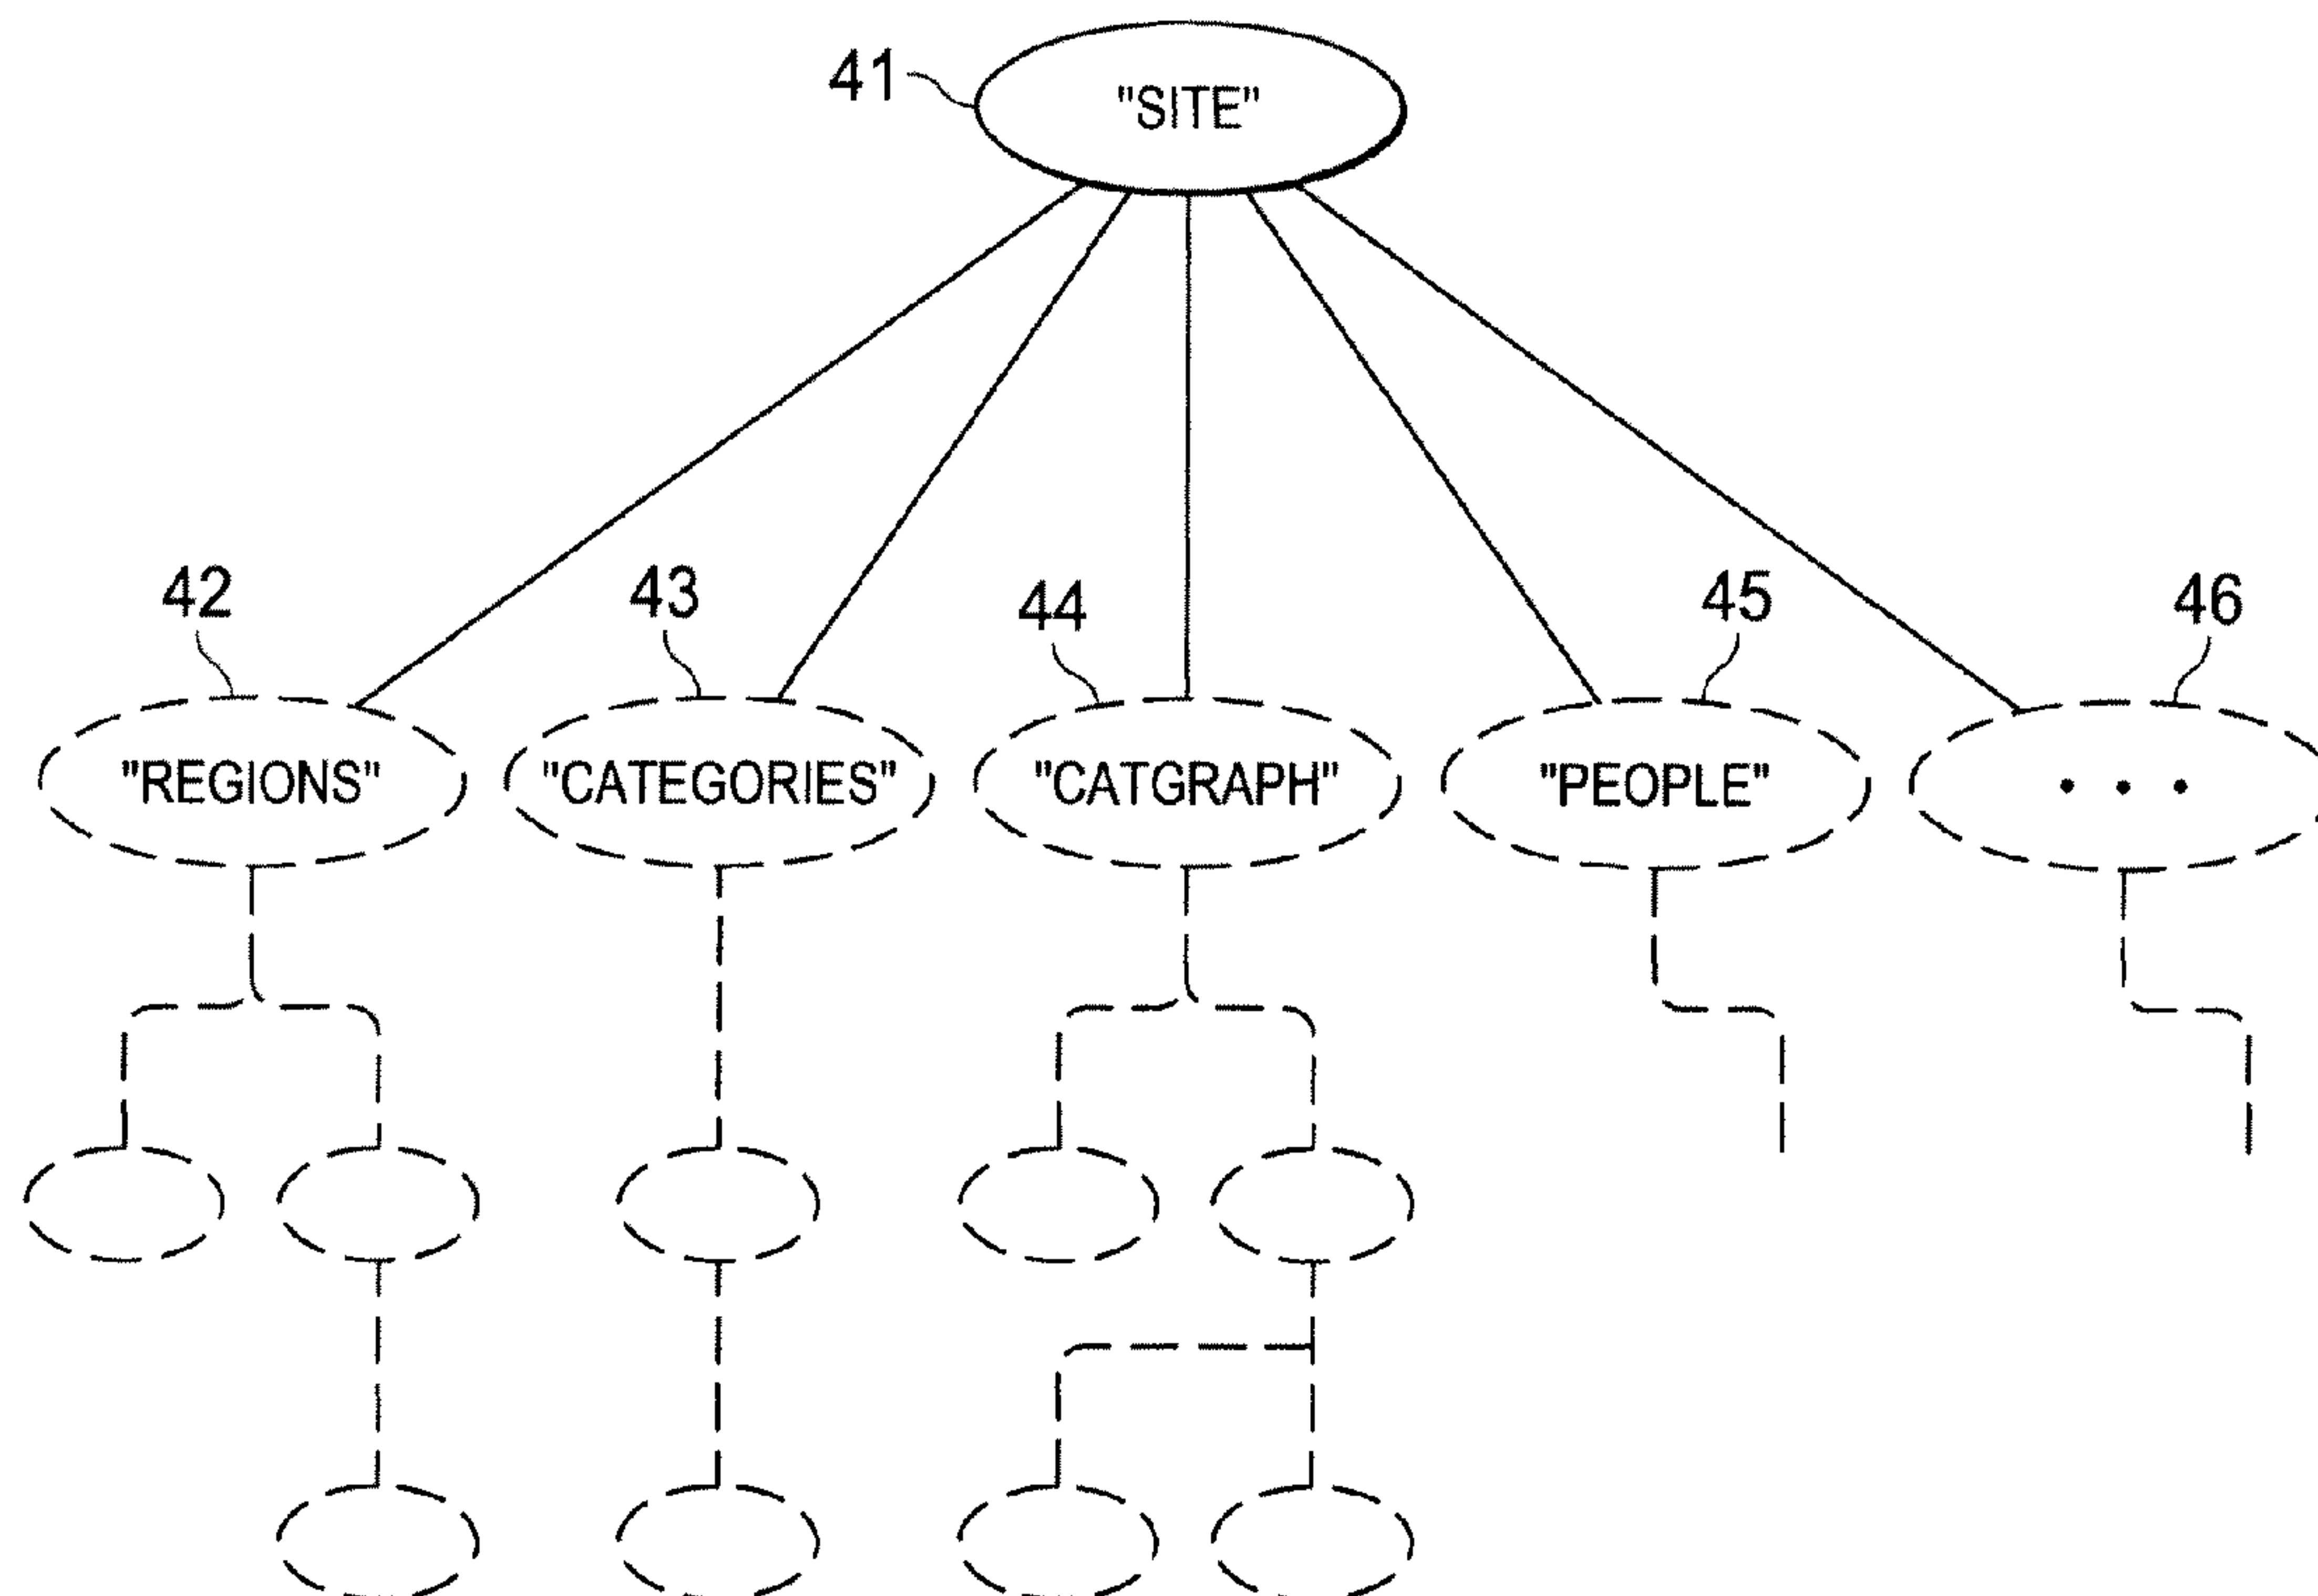 41
"SITE"
42
43
44
45
46
"REGIONS"
"CATEGORIES"
"CATGRAPH"
"PEOPLE"
• • •